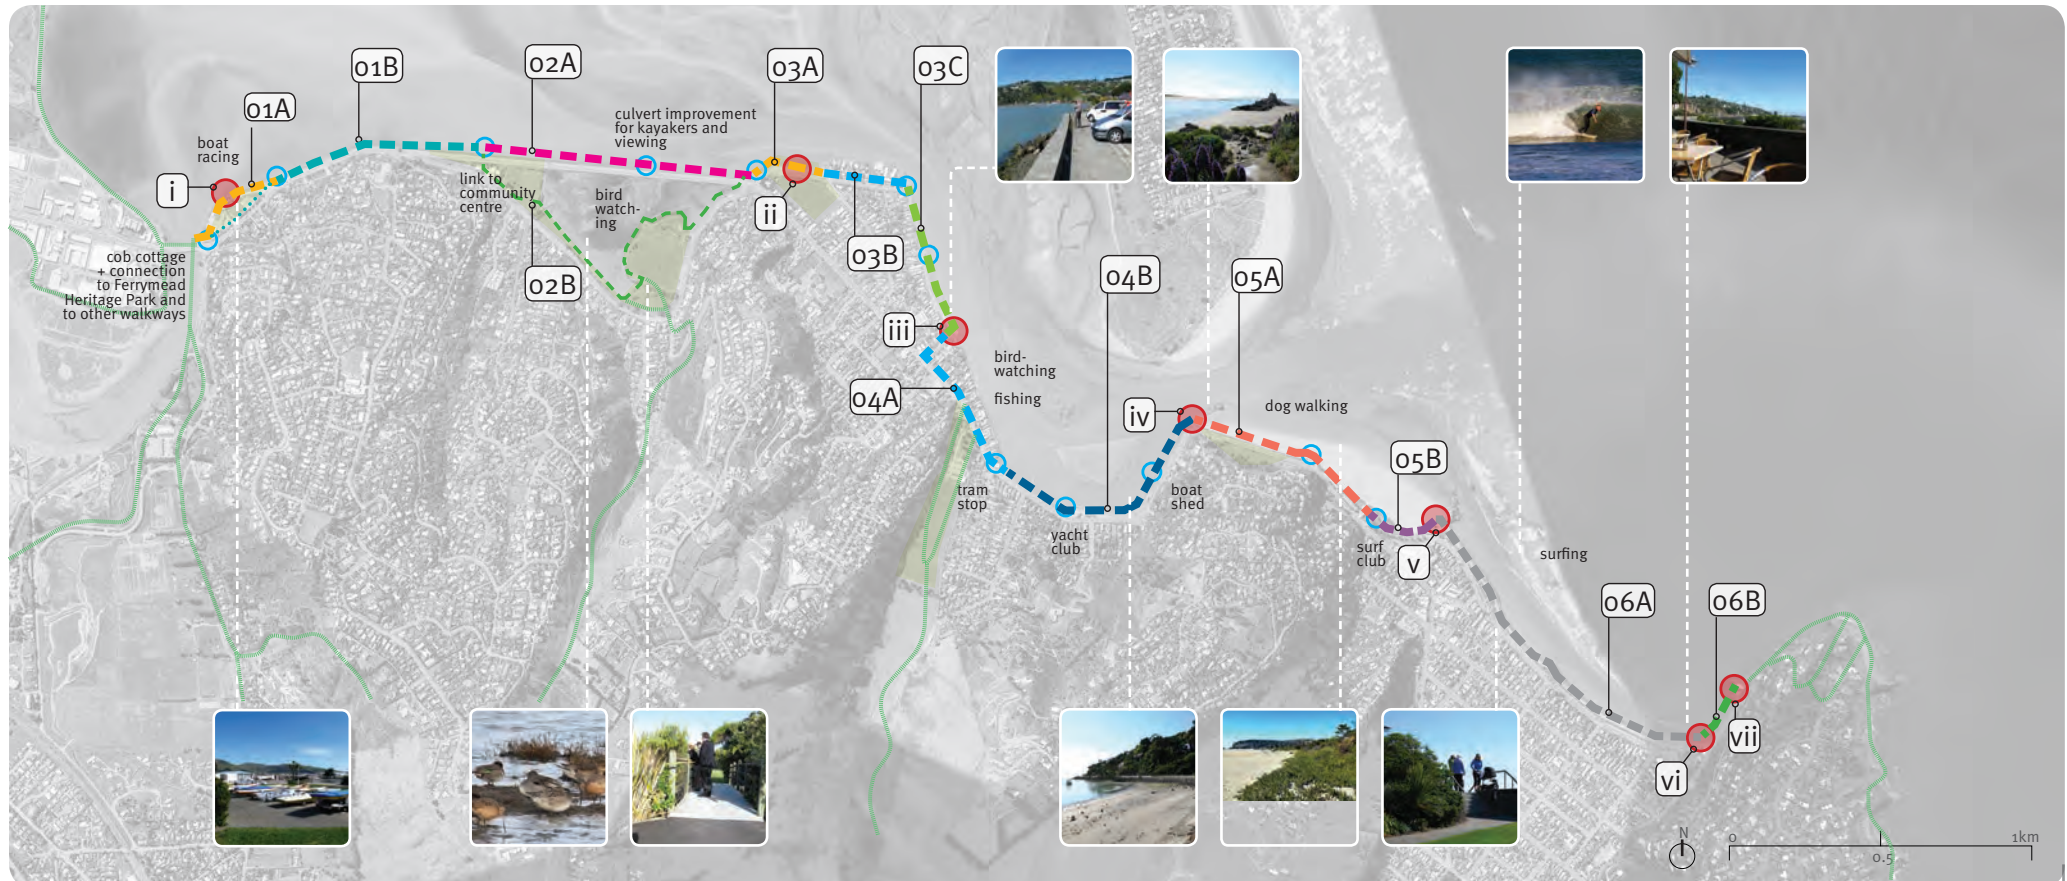 01A
01B
02A
03A
03C
boat
racing
i
culvert improvement
for kayakers and
viewing
link to
community
centre
bird
watch-
ing
ii
02B
03B
cob cottage
+ connection
to Ferrymead
Heritage Park and
to other walkways
iii
04A
bird-
watching
fishing
04B
05A
iv
dog walking
tram
stop
boat
shed
yacht
club
05B
surf
club
v
surfing
06A
06B
vi
vii
N
0
0.5
1km